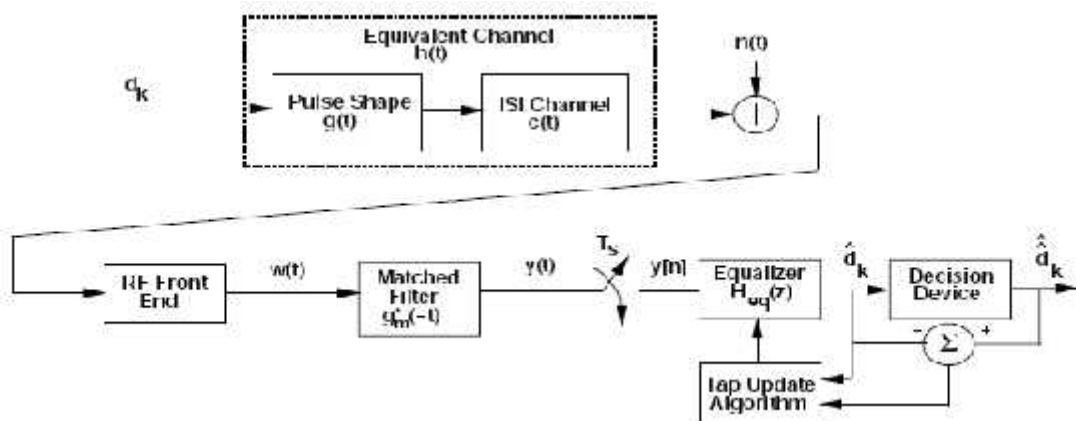 Equivalent Channel
h(t)
n(t)
d_k
Pulse Shape
g(t)
ISI Channel
c(t)
Σ
T_s
RF Front
End
w(t)
Matched
Filter
g*_m(−t)
y(t)
y[n]
Equalizer
H_eq(z)
d̂_k
Decision
Device
d̂̂_k
−
+
Tap Update
Algorithm